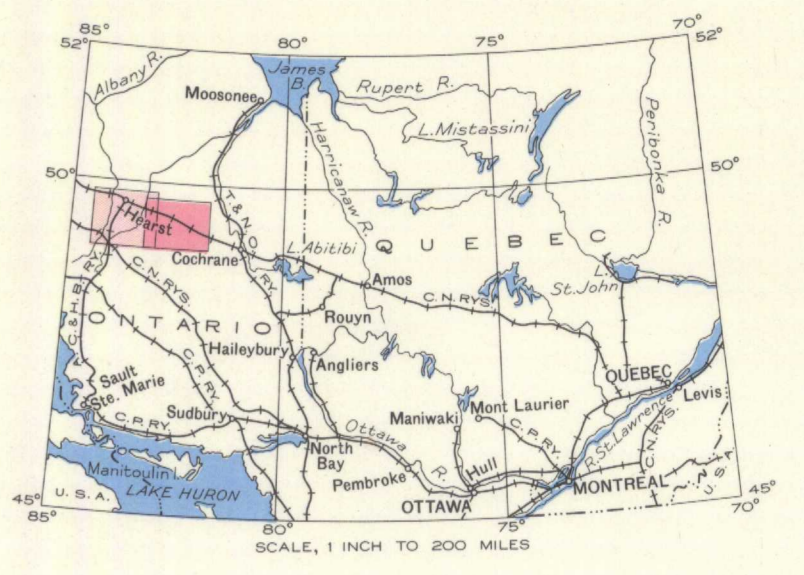 85°
80°
75°
70°
52°
52°
Albany R.
James
B.
Rupert R.
Moosonee
L. Mistassini
Peribonka R.
Harricanaw R.
50°
50°
Hearst
T. & N.O. RY.
L. Abitibi
QUEBEC
Cochrane
C.N. RYS.
Amos
L.
St. John
C.N. RYS.
A.C. & H.B. RY.
ONTARIO
Rouyn
Haileybury
Angliers
C.P. RY.
QUEBEC
Levis
Sault
Ste. Marie
Sudbury
C.P. RY.
Maniwaki
Mont Laurier
C.P. RY.
R. St. Lawrence
C.N. RYS.
Ottawa
R.
North
Bay
Pembroke
Hull
Manitoulin I.
MONTREAL
U.S.A.
LAKE HURON
OTTAWA
U.S.A.
45°
45°
85°
80°
75°
70°
SCALE, 1 INCH TO 200 MILES